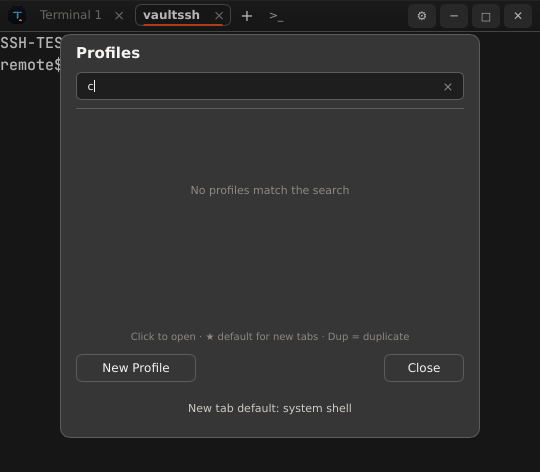 Terminal 1 × vaultssh × + >_
SSH-TES
Profiles
remote$
c
No profiles match the search
Click to open · ★ default for new tabs · Dup = duplicate
New Profile Close
New tab default: system shell